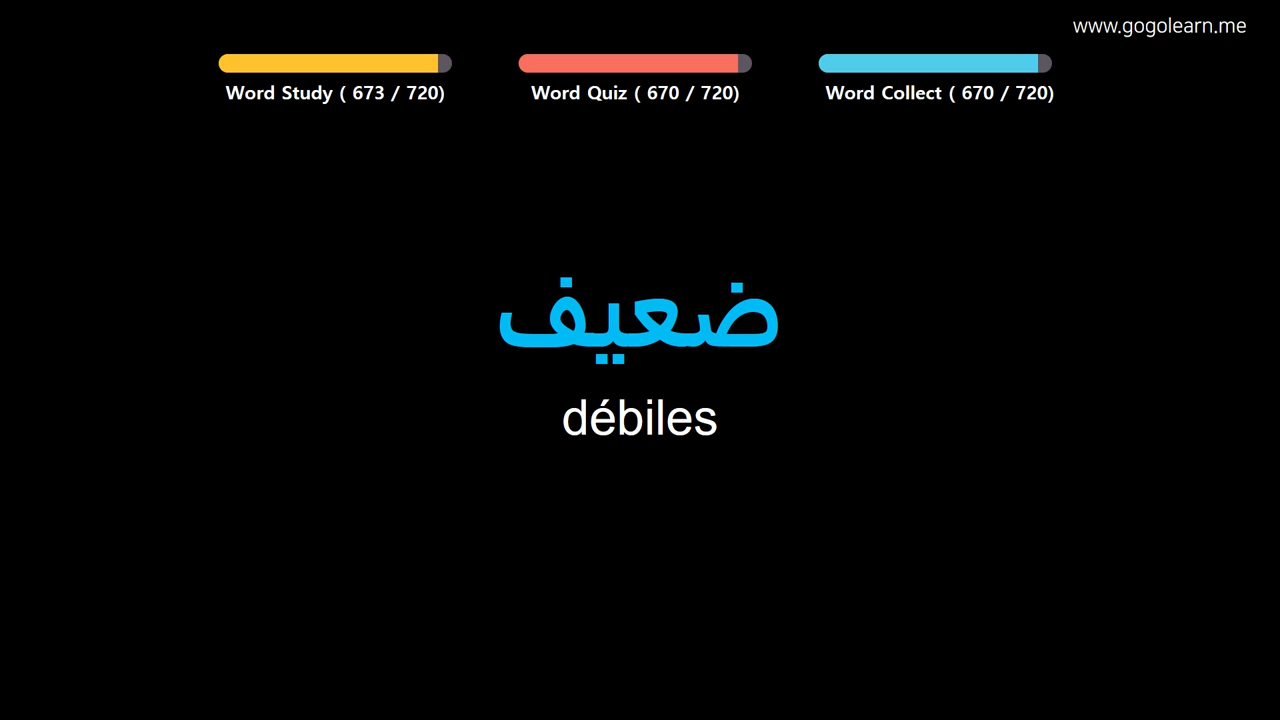 www.gogolearn.me
Word Study ( 673 / 720)
Word Quiz ( 670 / 720)
Word Collect ( 670 / 720)
ضعيف
débiles